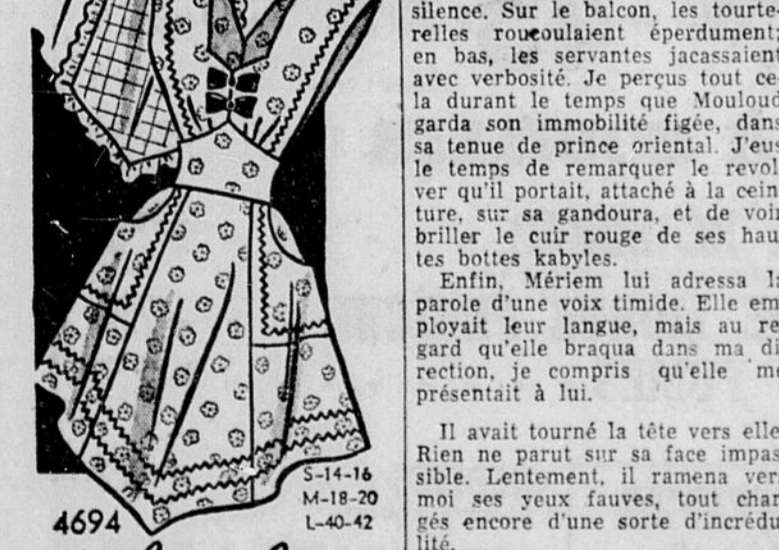 S-14-16
M-18-20
4694
L-40-42
silence. Sur le balcon, les tourte-
relles roucoulaient éperdument;
en bas, les servantes jacassaient
avec verbosité. Je perçus tout ce-
la durant le temps que Mouloud
garda son immobilité figée, dans
sa tenue de prince oriental. J'eus
le temps de remarquer le revol-
ver qu'il portait, attaché à la cein-
ture, sur sa gandoura, et de voir
briller le cuir rouge de ses hau-
tes bottes kabyles.
Enfin, Mériem lui adressa la
parole d'une voix timide. Elle em-
ployait leur langue, mais au re-
gard qu'elle braqua dans ma di-
rection, je compris qu'elle me
présentait à lui.
Il avait tourné la tête vers elle
Rien ne parut sur sa face impas-
sible. Lentement, il ramena vers
moi ses yeux fauves, tout char-
gés encore d'une sorte d'incrédu-
lité.